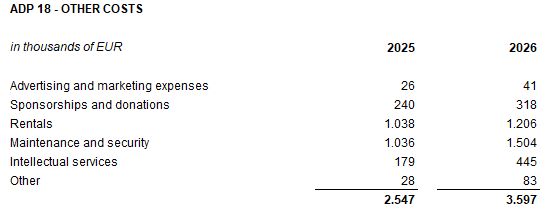 ADP 18 - OTHER COSTS
in thousands of EUR 2025 2026
Advertising and marketing expenses 26 41
Sponsorships and donations 240 318
Rentals 1.038 1.206
Maintenance and security 1.036 1.504
Intellectual services 179 445
Other 28 83
2.547 3.597